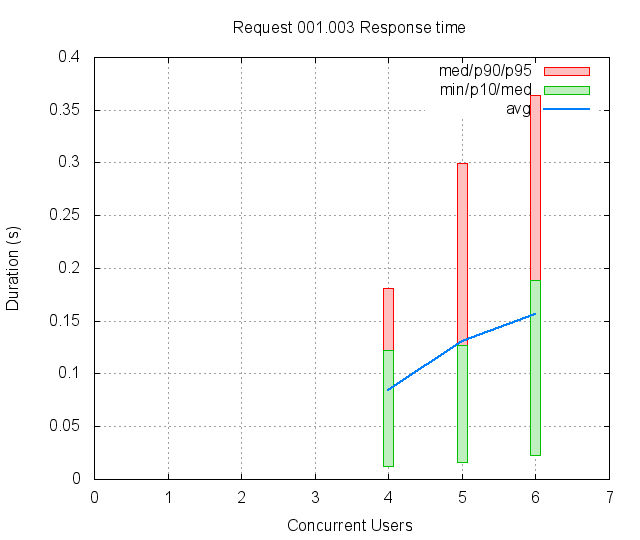 Request 001.003 Response time
0.4
0.35
0.3
0.25
0.2
0.15
0.1
0.05
0
Duration (s)
med/p90/p95
min/p10/med
avg
0 1 2 3 4 5 6 7
Concurrent Users